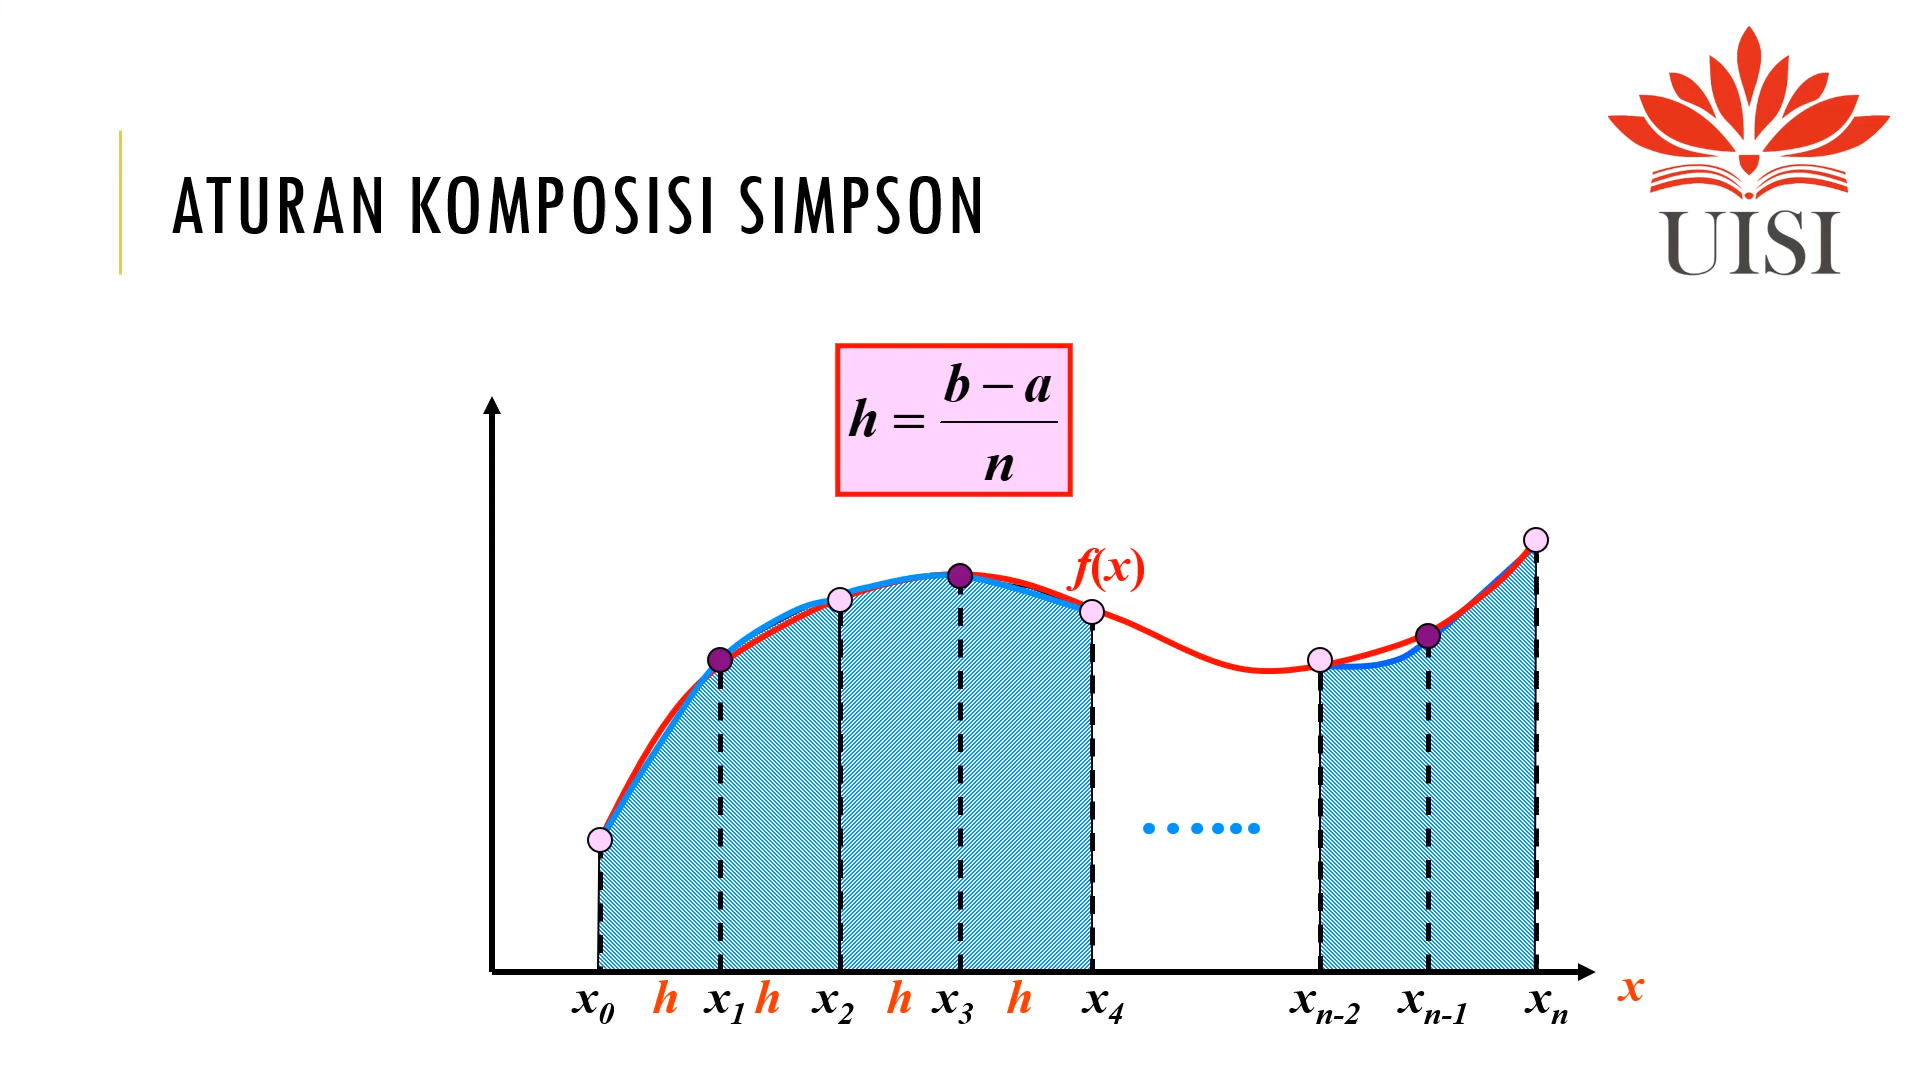 ATURAN KOMPOSISI SIMPSON
UISI
h = b − a / n
f(x)
x0 h x1 h x2 h x3 h x4 xn-2 xn-1 xn x